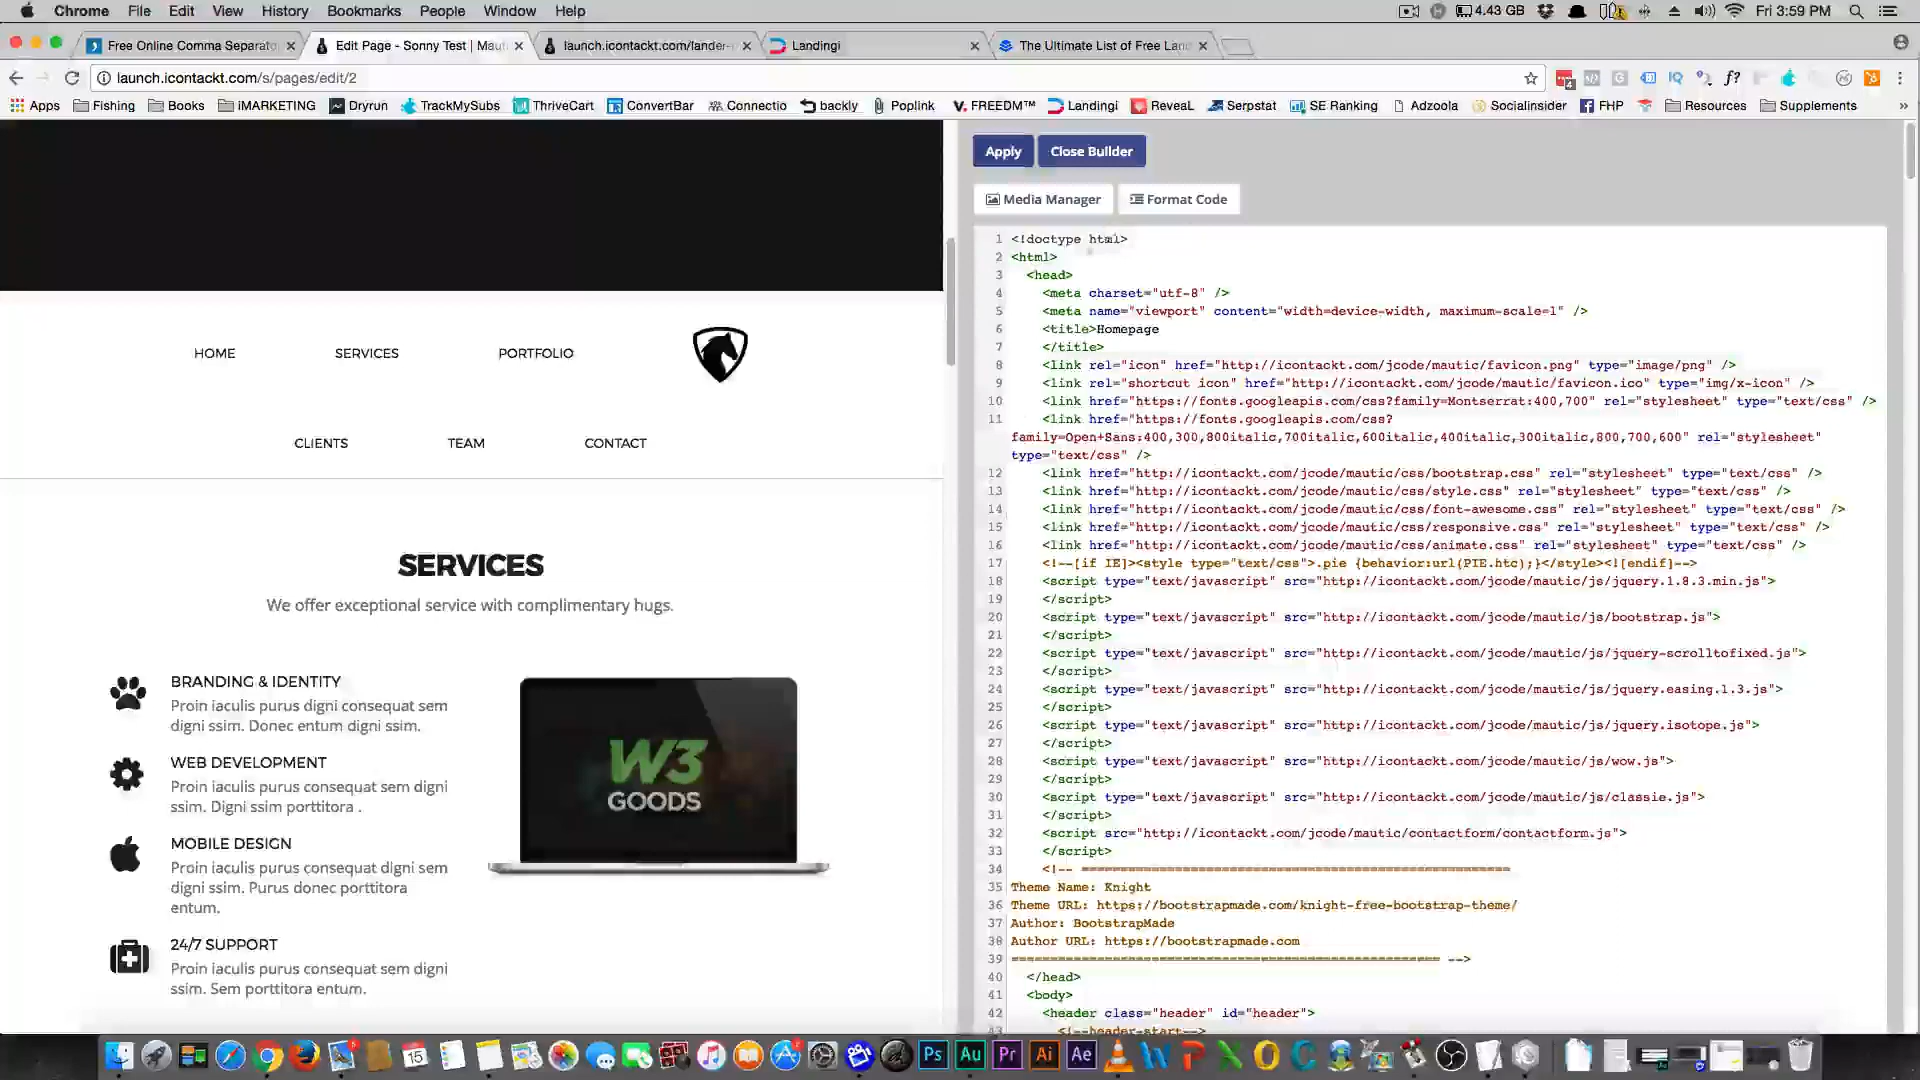 Chrome File Edit View History Bookmarks People Window Help 4.43 GB Fri 3:59 PM
Free Online Comma Separato Edit Page - Sonny Test | Mauti launch.icontackt.com/lander- Landingi The Ultimate List of Free Lan
launch.icontackt.com/s/pages/edit/2
Apps Fishing Books iMARKETING Dryrun TrackMySubs ThriveCart ConvertBar Connectio backly Poplink V.FREEDM™ Landingi ReveaL Serpstat SE Ranking Adzoola Socialinsider FHP Resources Supplements »
HOME SERVICES PORTFOLIO
CLIENTS TEAM CONTACT
SERVICES
We offer exceptional service with complimentary hugs.
BRANDING & IDENTITY
Proin iaculis purus digni consequat sem
digni ssim. Donec entum digni ssim.
WEB DEVELOPMENT
Proin iaculis purus consequat sem digni
ssim. Digni ssim porttitora .
MOBILE DESIGN
Proin iaculis purus consequat digni sem
digni ssim. Purus donec porttitora
entum.
24/7 SUPPORT
Proin iaculis purus consequat sem digni
ssim. Sem porttitora entum.
W3
GOODS
Apply Close Builder
Media Manager Format Code
1 <!doctype html>
2 <html>
3 <head>
4 <meta charset="utf-8" />
5 <meta name="viewport" content="width=device-width, maximum-scale=1" />
6 <title>Homepage
7 </title>
8 <link rel="icon" href="http://icontackt.com/jcode/mautic/favicon.png" type="image/png" />
9 <link rel="shortcut icon" href="http://icontackt.com/jcode/mautic/favicon.ico" type="img/x-icon" />
10 <link href="https://fonts.googleapis.com/css?family=Montserrat:400,700" rel="stylesheet" type="text/css" />
11 <link href="https://fonts.googleapis.com/css?
family=Open+Sans:400,300,800italic,700italic,600italic,400italic,300italic,800,700,600" rel="stylesheet"
type="text/css" />
12 <link href="http://icontackt.com/jcode/mautic/css/bootstrap.css" rel="stylesheet" type="text/css" />
13 <link href="http://icontackt.com/jcode/mautic/css/style.css" rel="stylesheet" type="text/css" />
14 <link href="http://icontackt.com/jcode/mautic/css/font-awesome.css" rel="stylesheet" type="text/css" />
15 <link href="http://icontackt.com/jcode/mautic/css/responsive.css" rel="stylesheet" type="text/css" />
16 <link href="http://icontackt.com/jcode/mautic/css/animate.css" rel="stylesheet" type="text/css" />
17 <!--[if IE]><style type="text/css">.pie {behavior:url(PIE.htc);}</style><![endif]-->
18 <script type="text/javascript" src="http://icontackt.com/jcode/mautic/js/jquery.1.8.3.min.js">
19 </script>
20 <script type="text/javascript" src="http://icontackt.com/jcode/mautic/js/bootstrap.js">
21 </script>
22 <script type="text/javascript" src="http://icontackt.com/jcode/mautic/js/jquery-scrolltofixed.js">
23 </script>
24 <script type="text/javascript" src="http://icontackt.com/jcode/mautic/js/jquery.easing.1.3.js">
25 </script>
26 <script type="text/javascript" src="http://icontackt.com/jcode/mautic/js/jquery.isotope.js">
27 </script>
28 <script type="text/javascript" src="http://icontackt.com/jcode/mautic/js/wow.js">
29 </script>
30 <script type="text/javascript" src="http://icontackt.com/jcode/mautic/js/classie.js">
31 </script>
32 <script src="http://icontackt.com/jcode/mautic/contactform/contactform.js">
33 </script>
34 <!-- =======================================================
35 Theme Name: Knight
36 Theme URL: https://bootstrapmade.com/knight-free-bootstrap-theme/
37 Author: BootstrapMade
38 Author URL: https://bootstrapmade.com
39 ======================================================= -->
40 </head>
41 <body>
42 <header class="header" id="header">
43 <!--header-start-->
15 Ps Au Pr Ai Ae